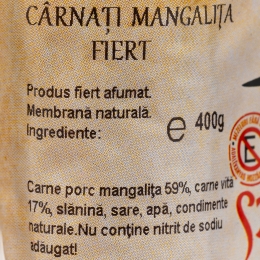 CÂRNAȚI MANGALIȚA
FIERT
Produs fiert afumat.
Membrană naturală.
Ingrediente:
e 400g
Carne porc mangalița 59%, carne vită
17%, slănină, sare, apă, condimente
naturale.Nu conține nitrit de sodiu
adăugat!